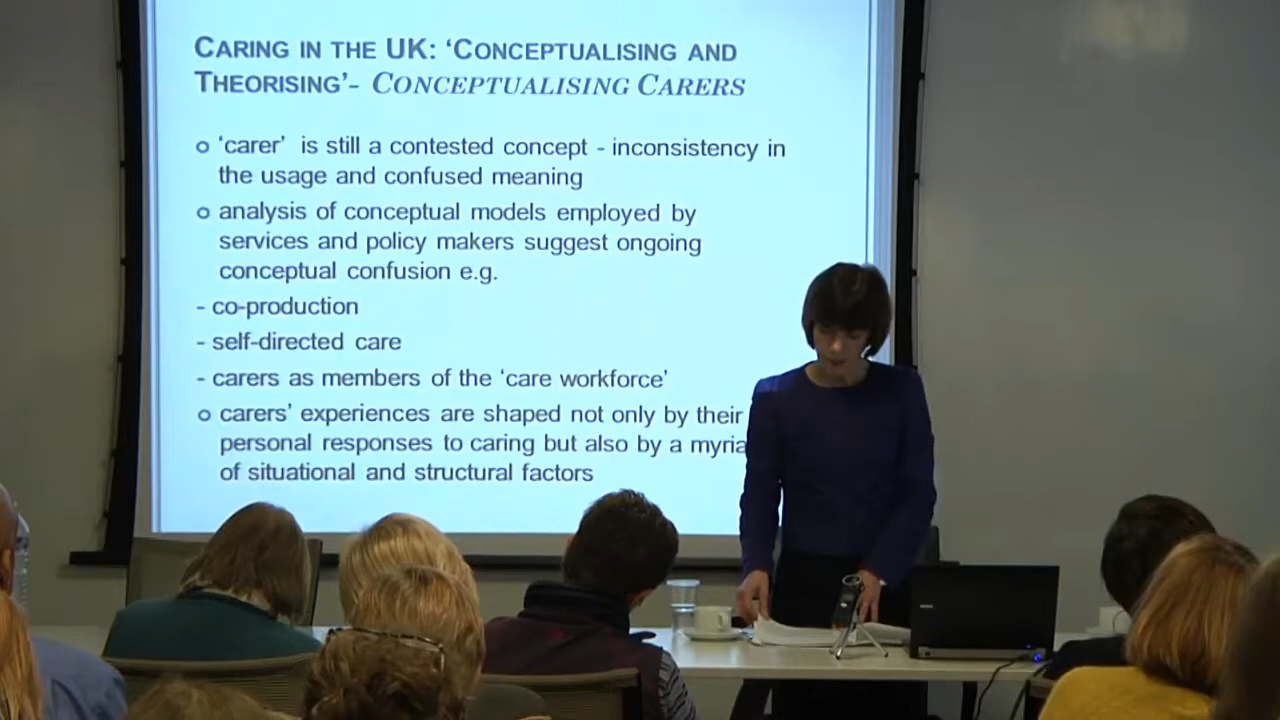 CARING IN THE UK: ‘CONCEPTUALISING AND
THEORISING’- CONCEPTUALISING CARERS
o ‘carer’ is still a contested concept - inconsistency in
the usage and confused meaning
o analysis of conceptual models employed by
services and policy makers suggest ongoing
conceptual confusion e.g.
- co-production
- self-directed care
- carers as members of the ‘care workforce’
o carers’ experiences are shaped not only by their
personal responses to caring but also by a myria
of situational and structural factors